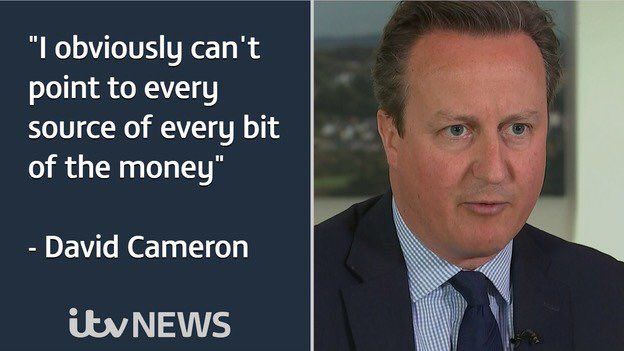 "I obviously can't
point to every
source of every bit
of the money"
- David Cameron
itv NEWS